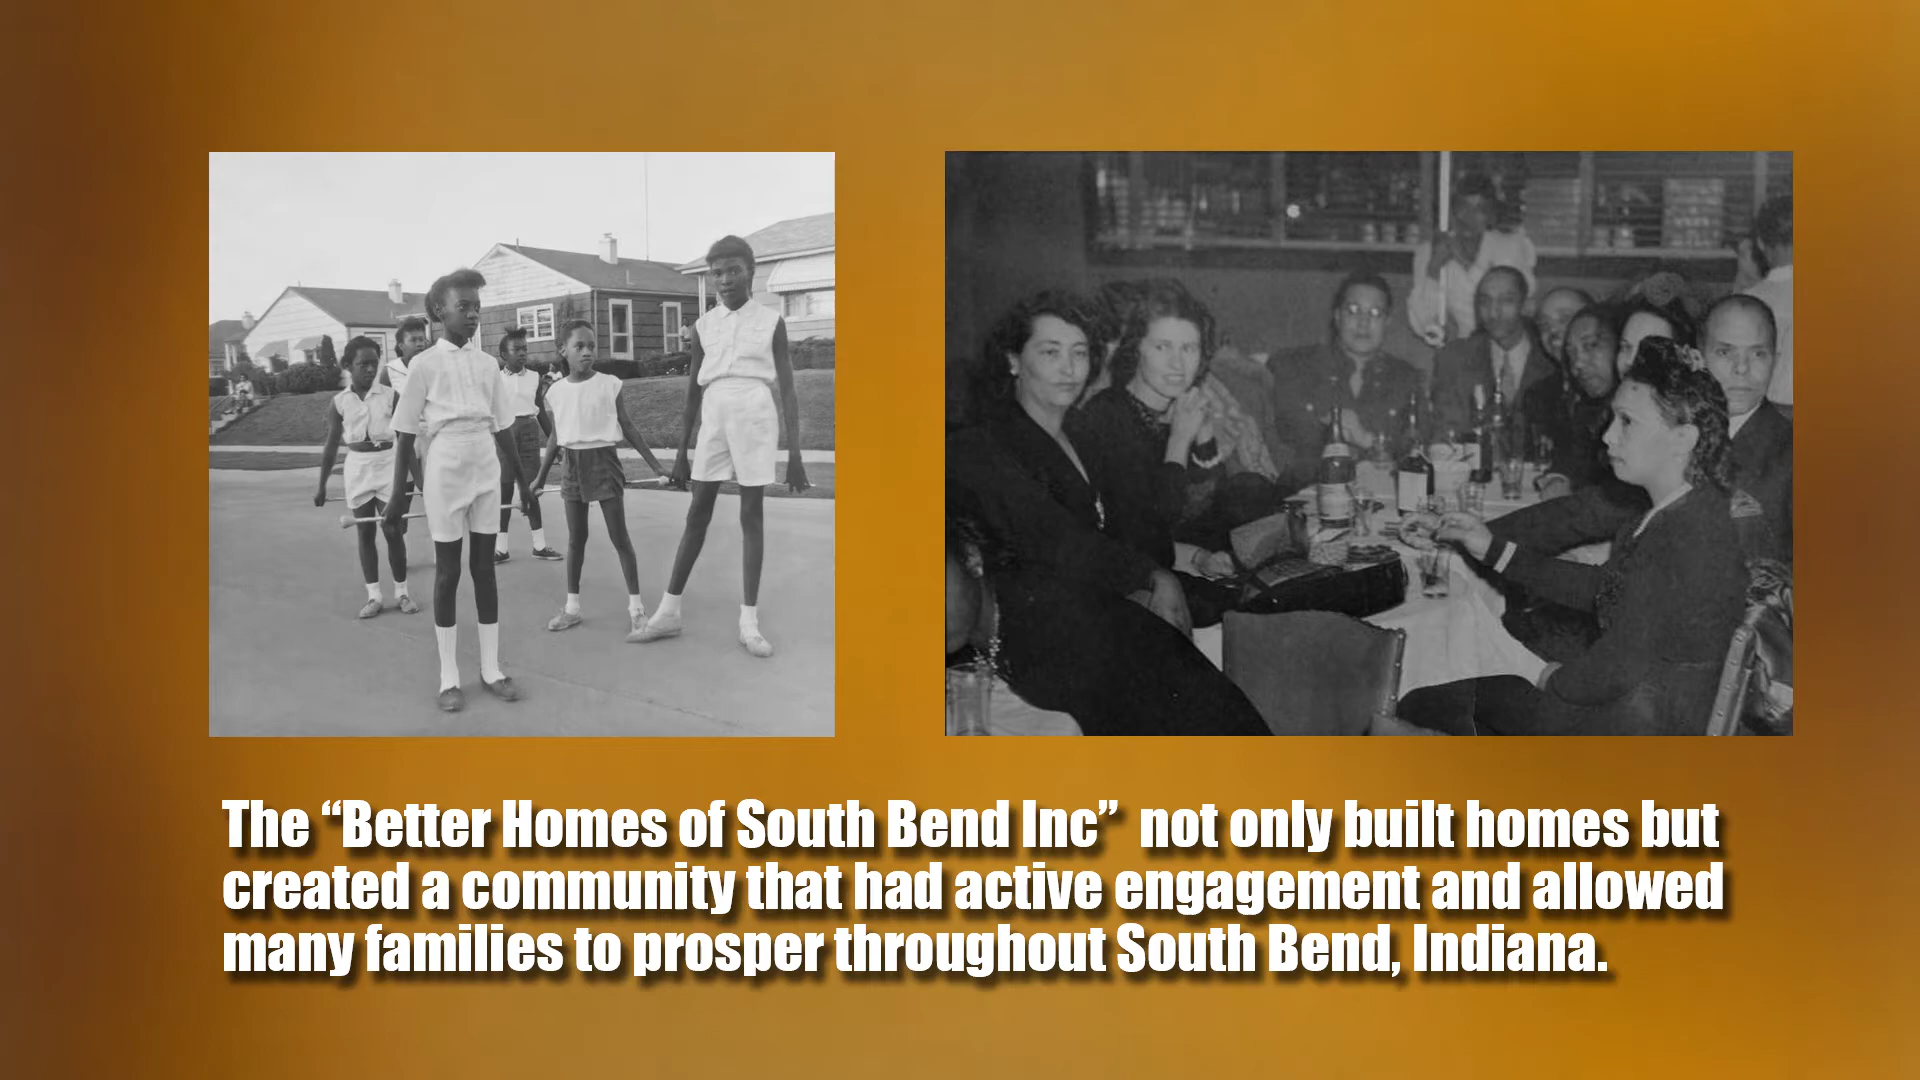 The “Better Homes of South Bend Inc” not only built homes but
created a community that had active engagement and allowed
many families to prosper throughout South Bend, Indiana.